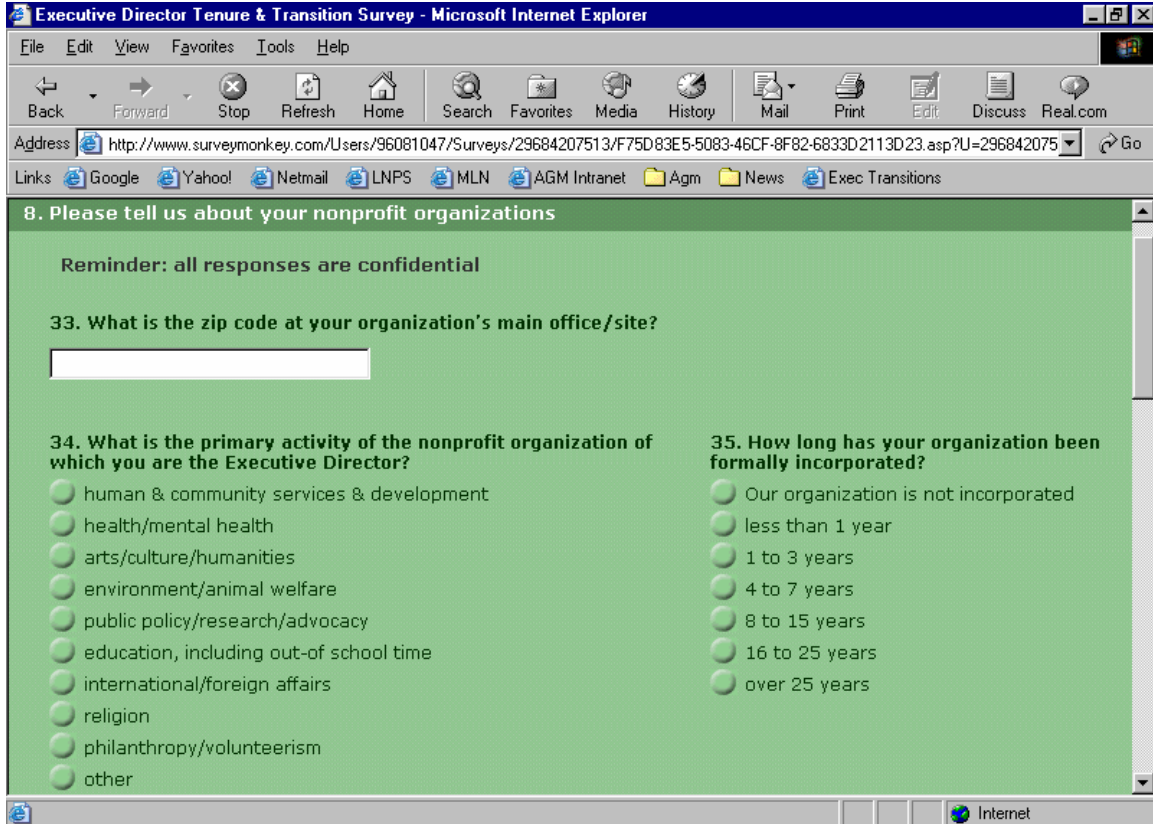 Executive Director Tenure & Transition Survey - Microsoft Internet Explorer
File Edit View Favorites Tools Help
Back Forward Stop Refresh Home Search Favorites Media History Mail Print Edit Discuss Real.com
Address http://www.surveymonkey.com/Users/96081047/Surveys/29684207513/F75D83E5-5083-46CF-8F82-6833D2113D23.asp?U=296842075 Go
Links Google Yahoo! Netmail LNPS MLN AGM Intranet Agm News Exec Transitions
8. Please tell us about your nonprofit organizations
Reminder: all responses are confidential
33. What is the zip code at your organization's main office/site?
34. What is the primary activity of the nonprofit organization of
which you are the Executive Director?
human & community services & development
health/mental health
arts/culture/humanities
environment/animal welfare
public policy/research/advocacy
education, including out-of school time
international/foreign affairs
religion
philanthropy/volunteerism
other
35. How long has your organization been
formally incorporated?
Our organization is not incorporated
less than 1 year
1 to 3 years
4 to 7 years
8 to 15 years
16 to 25 years
over 25 years
Internet